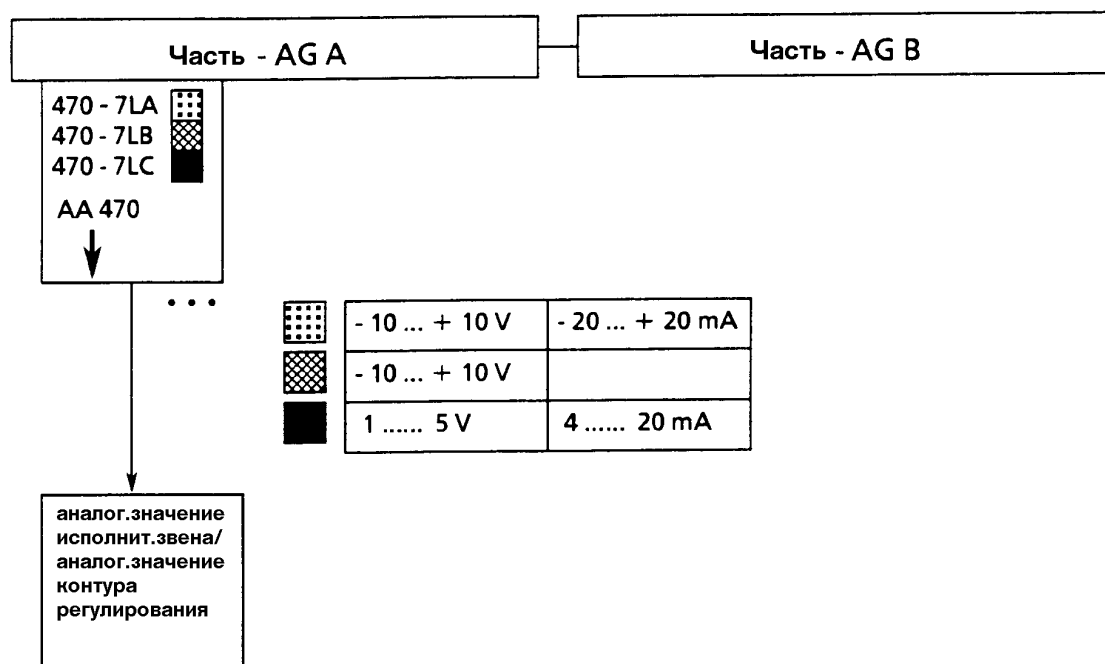 Часть - AG A
Часть - AG B
470 - 7LA
470 - 7LB
470 - 7LC
AA 470
...
- 10 ... + 10 V
- 20 ... + 20 mA
- 10 ... + 10 V
1 ...... 5 V
4 ...... 20 mA
аналог.значение
исполнит.звена/
аналог.значение
контура
регулирования